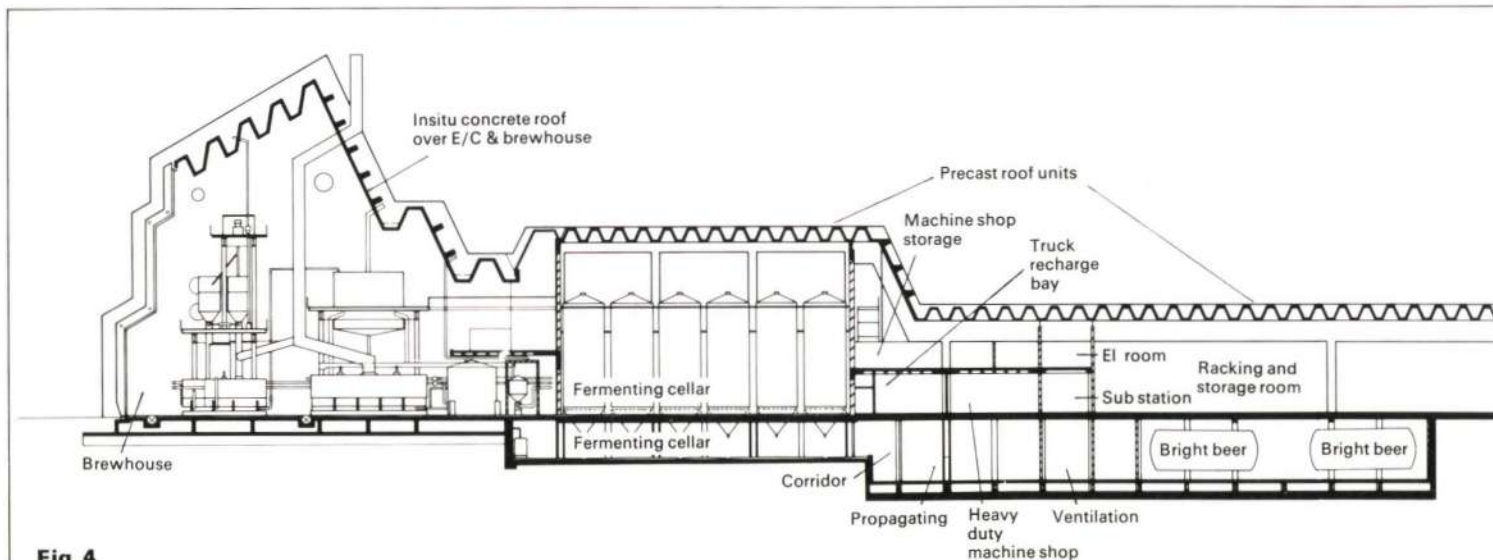 Insitu concrete roof
over E/C & brewhouse
Precast roof units
Machine shop
storage
Truck
recharge
bay
El room
Racking and
storage room
Sub station
Fermenting cellar
Fermenting cellar
Bright beer
Bright beer
Brewhouse
Corridor
Propagating
Heavy
duty
machine shop
Ventilation
Fig. 4